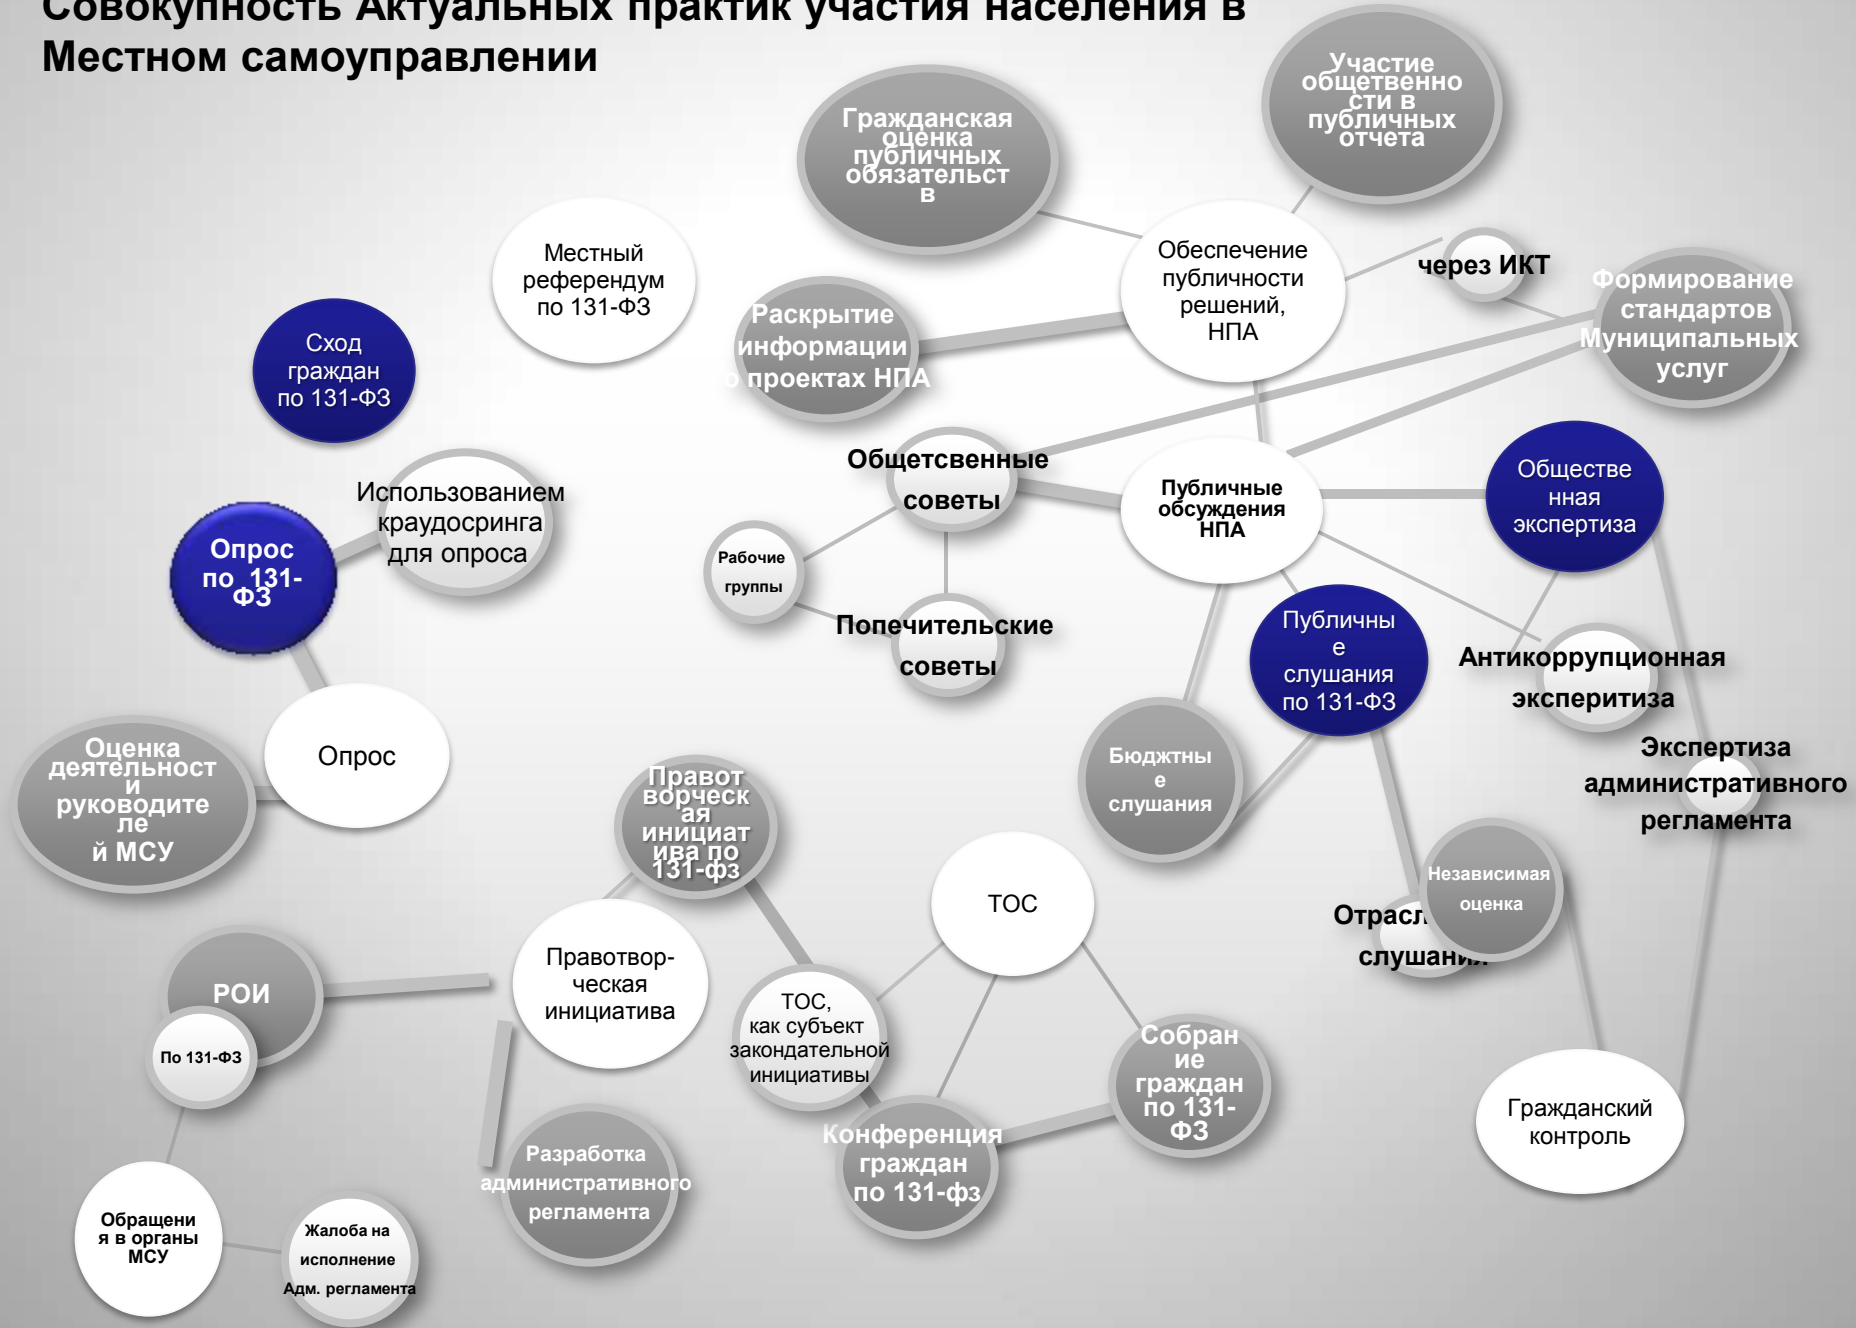 Совокупность Актуальных практик участия населения в
Местном самоуправлении
Участие
общетвенно
сти в
публичных
отчета
Гражданская
оценка
публичных
обязательст
в
Местный
референдум
по 131-ФЗ
Обеспечение
публичности
решений,
НПА
через ИКТ
Формирование
стандартов
Муниципальных
услуг
Раскрытие
информации
о проектах НПА
Сход
граждан
по 131-ФЗ
Общетсвенные
советы
Публичные
обсуждения
НПА
Обществе
нная
экспертиза
Использованием
краудосринга
для опроса
Опрос
по 131-
ФЗ
Рабочие
группы
Попечительские
советы
Публичны
е
слушания
по 131-ФЗ
Антикоррупционная
эксперитиза
Опрос
Оценка
деятельност
и
руководите
ле
й МСУ
Правот
ворческ
ая
инициат
ива по
131-фз
Бюджтны
е
слушания
Экспертиза
административного
регламента
ТОС
Независимая
оценка
Отрасл
слушания
Правотвор-
ческая
инициатива
РОИ
По 131-ФЗ
ТОС,
как субъект
закондательной
инициативы
Собран
ие
граждан
по 131-
ФЗ
Гражданский
контроль
Конференция
граждан
по 131-фз
Разработка
административного
регламента
Обращени
я в органы
МСУ
Жалоба на
исполнение
Адм. регламента